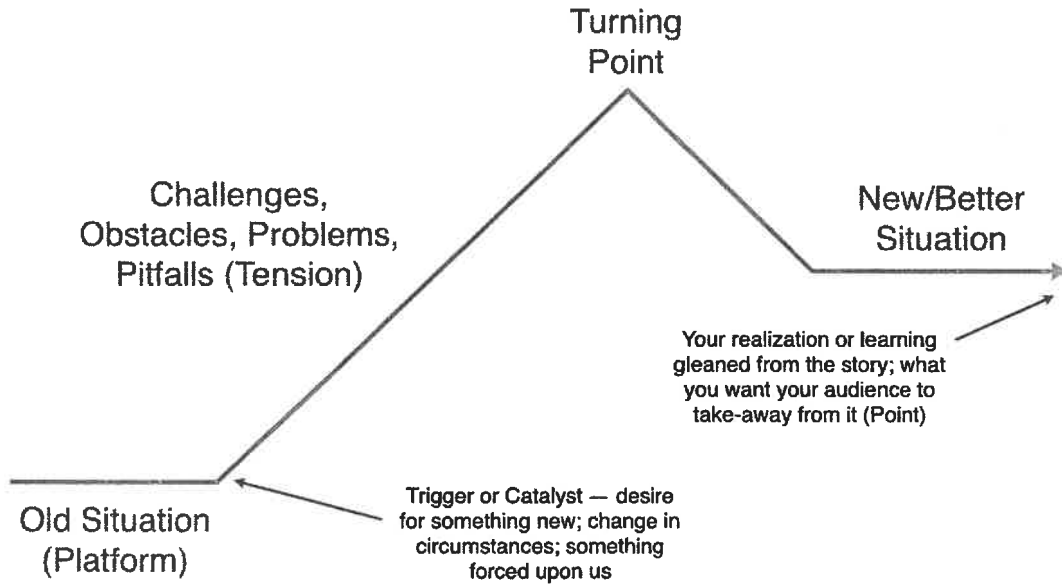 Turning
Point
Challenges,
Obstacles, Problems,
Pitfalls (Tension)
New/Better
Situation
Your realization or learning
gleaned from the story; what
you want your audience to
take-away from it (Point)
Old Situation
(Platform)
Trigger or Catalyst — desire
for something new; change in
circumstances; something
forced upon us